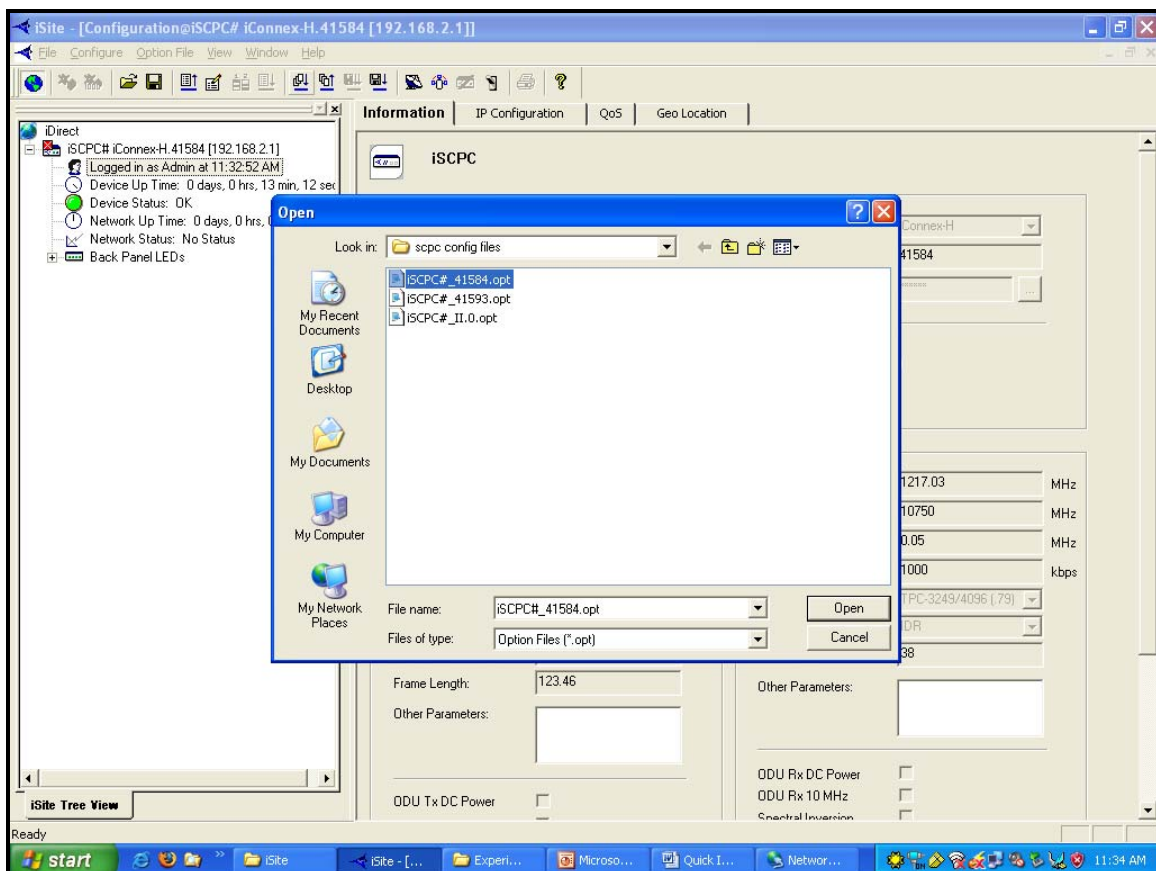 iSite - [Configuration@iSCPC# iConnex-H.41584 [192.168.2.1]]
File Configure Option File View Window Help
Information IP Configuration QoS Geo Location
iDirect
iSCPC# iConnex-H.41584 [192.168.2.1]
Logged in as Admin at 11:32:52 AM
Device Up Time: 0 days, 0 hrs, 13 min, 12 sec
Device Status: OK
Network Up Time: 0 days, 0 hrs,
Network Status: No Status
Back Panel LEDs
iSite Tree View
iSCPC
Connex-H
41584
Open
Look in: scpc config files
My Recent Documents
Desktop
My Documents
My Computer
My Network Places
iSCPC#_41584.opt
iSCPC#_41593.opt
iSCPC#_II.0.opt
File name: iSCPC#_41584.opt Open
Files of type: Option Files (*.opt) Cancel
1217.03 MHz
10750 MHz
0.05 MHz
1000 kbps
TPC-3249/4096 (.79)
IDR
38
Frame Length: 123.46
Other Parameters:
Other Parameters:
ODU Tx DC Power
ODU Rx DC Power
ODU Rx 10 MHz
Spectral Inversion
Ready
start iSite iSite - [... Experi... Microso... Quick I... Networ... 11:34 AM